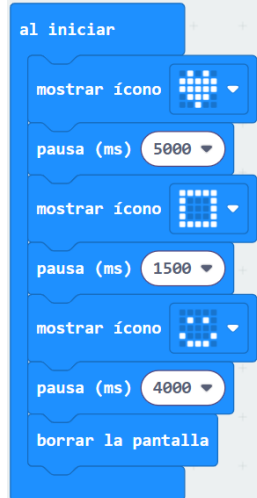 al iniciar
mostrar ícono
pausa (ms) 5000
mostrar ícono
pausa (ms) 1500
mostrar ícono
pausa (ms) 4000
borrar la pantalla